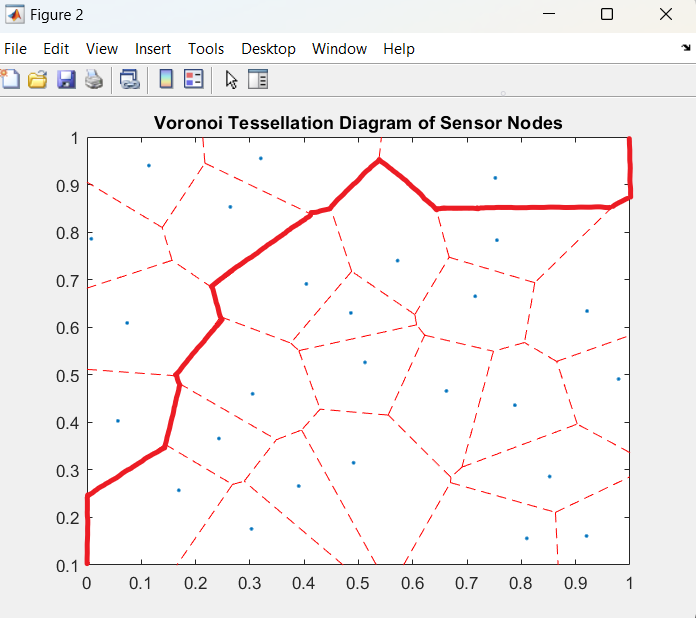 Figure 2
File Edit View Insert Tools Desktop Window Help
Voronoi Tessellation Diagram of Sensor Nodes
1
0.9
0.8
0.7
0.6
0.5
0.4
0.3
0.2
0.1
0 0.1 0.2 0.3 0.4 0.5 0.6 0.7 0.8 0.9 1